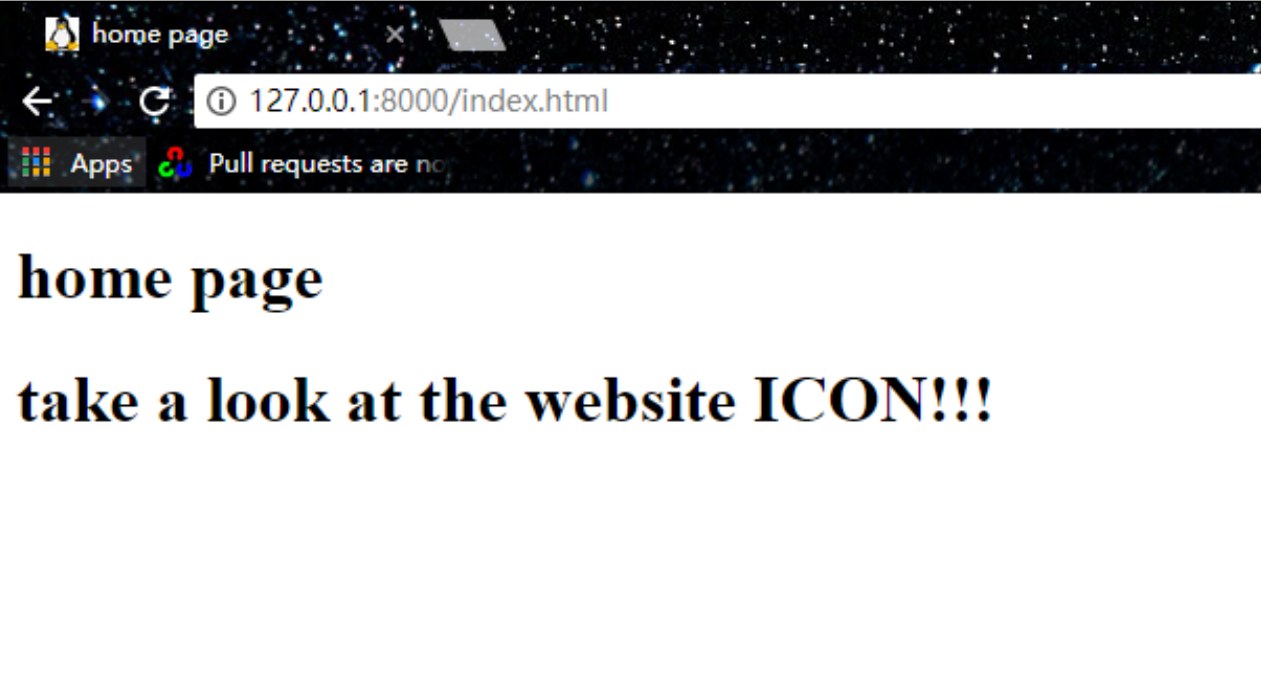 home page
127.0.0.1:8000/index.html
Apps Pull requests are
home page
take a look at the website ICON!!!